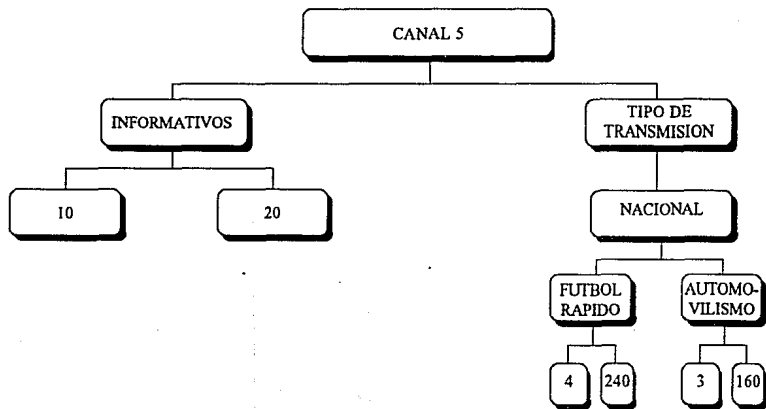 CANAL 5
INFORMATIVOS
TIPO DE
TRANSMISION
10
20
NACIONAL
FUTBOL
RAPIDO
AUTOMO-
VILISMO
4
240
3
160